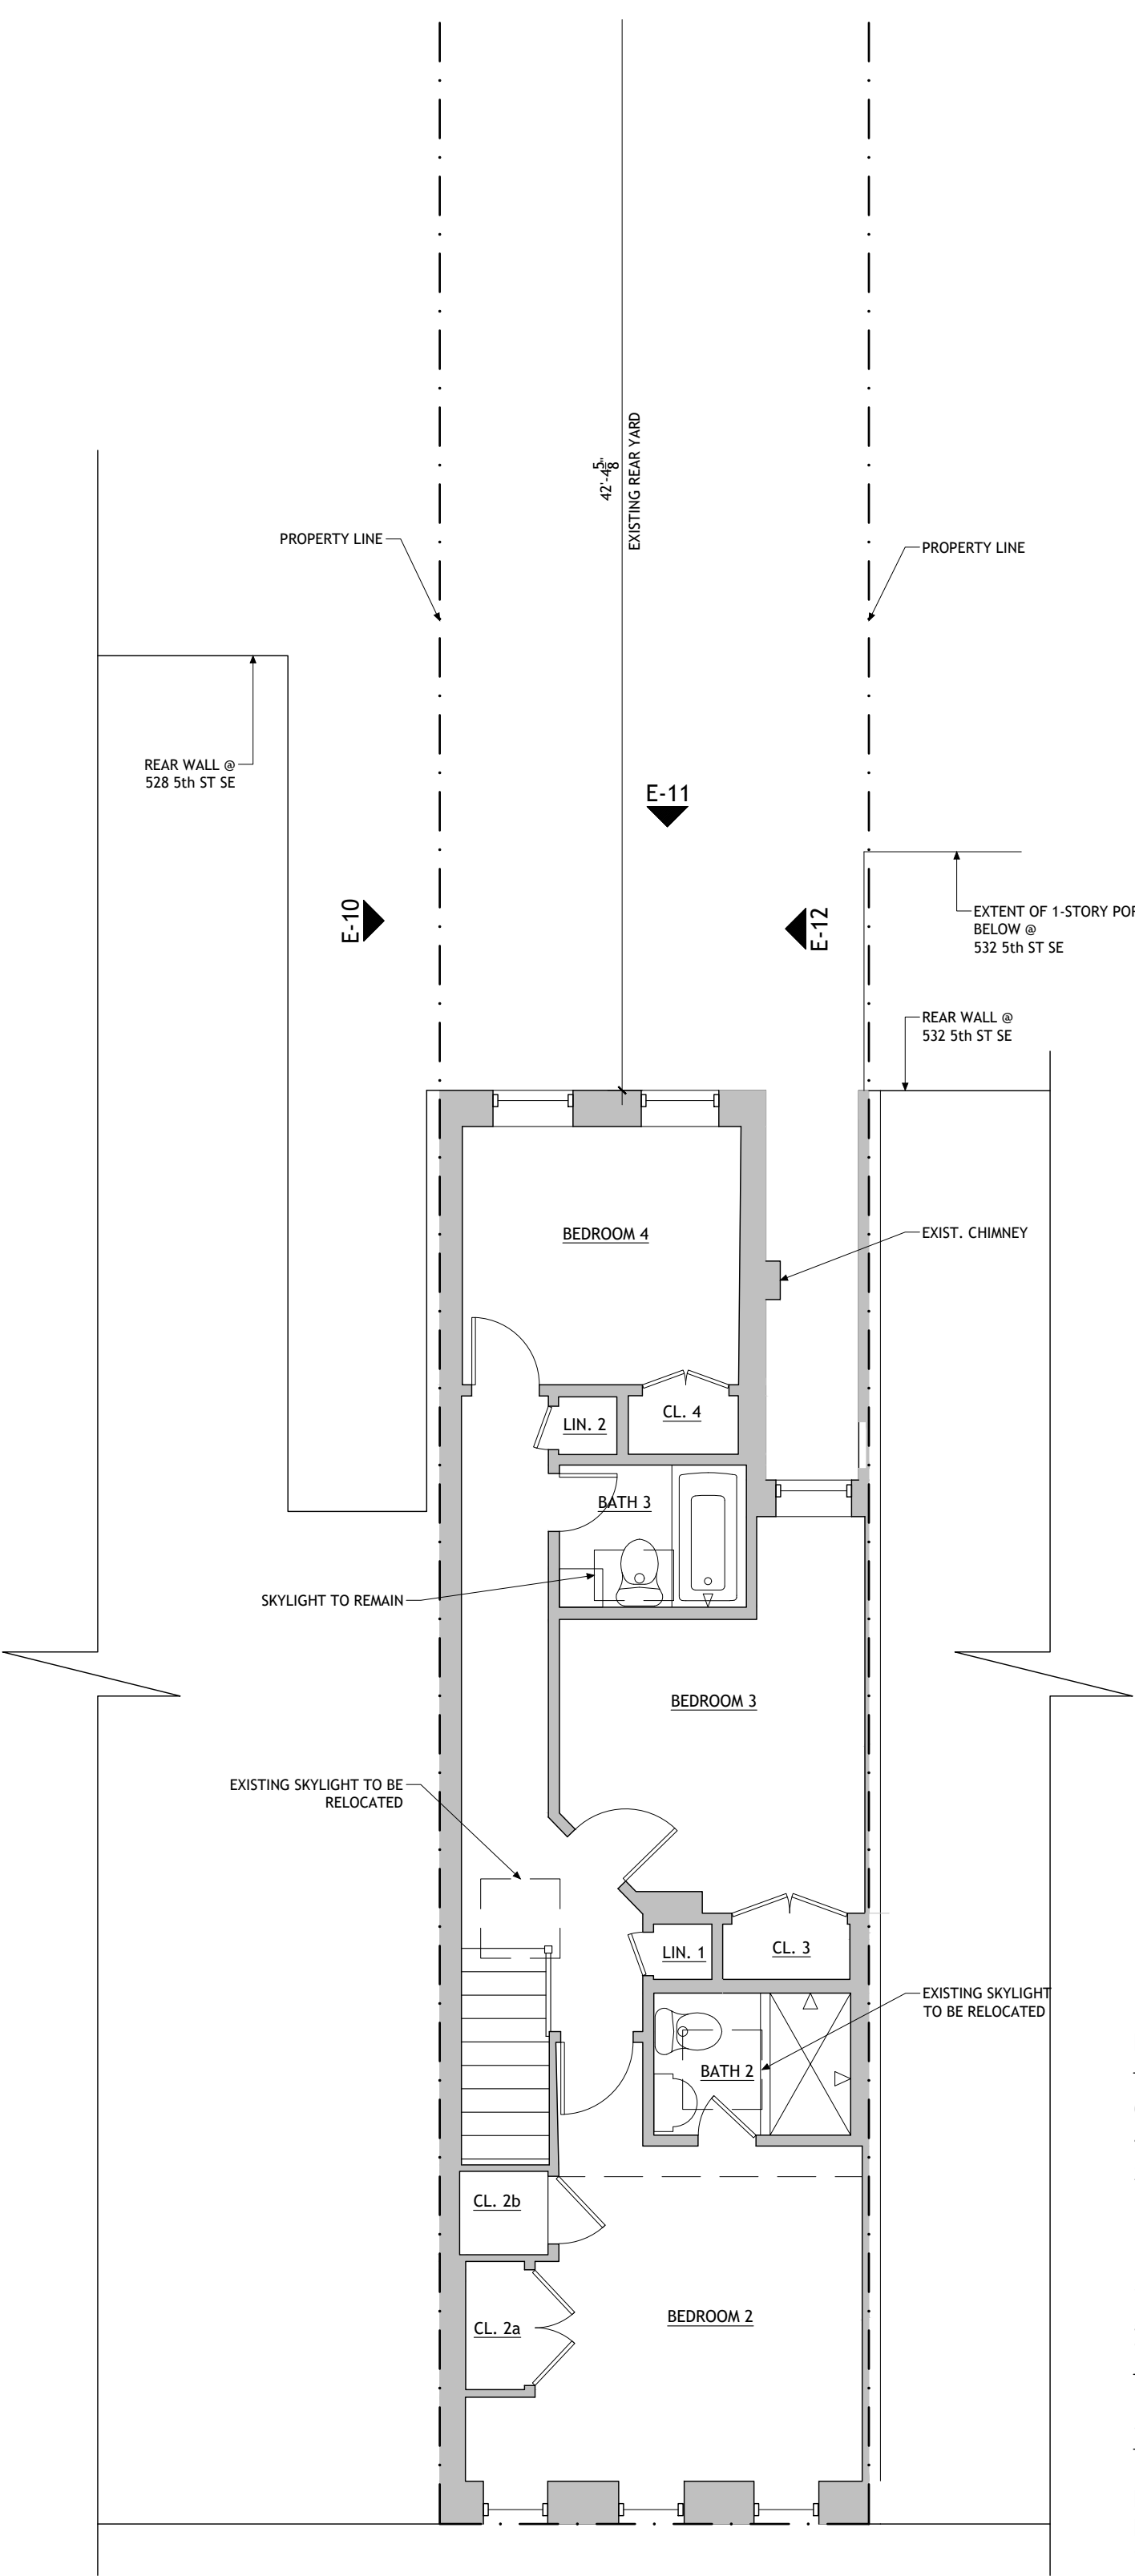 42'-4 5/8"
EXISTING REAR YARD
PROPERTY LINE
PROPERTY LINE
REAR WALL @
528 5th ST SE
E-11
E-10
E-12
EXTENT OF 1-STORY
BELOW @
532 5th ST SE
REAR WALL @
532 5th ST SE
BEDROOM 4
EXIST. CHIMNEY
LIN. 2
CL. 4
BATH 3
SKYLIGHT TO REMAIN
BEDROOM 3
EXISTING SKYLIGHT TO BE
RELOCATED
LIN. 1
CL. 3
EXISTING SKYLIGHT
TO BE RELOCATED
BATH 2
CL. 2b
BEDROOM 2
CL. 2a